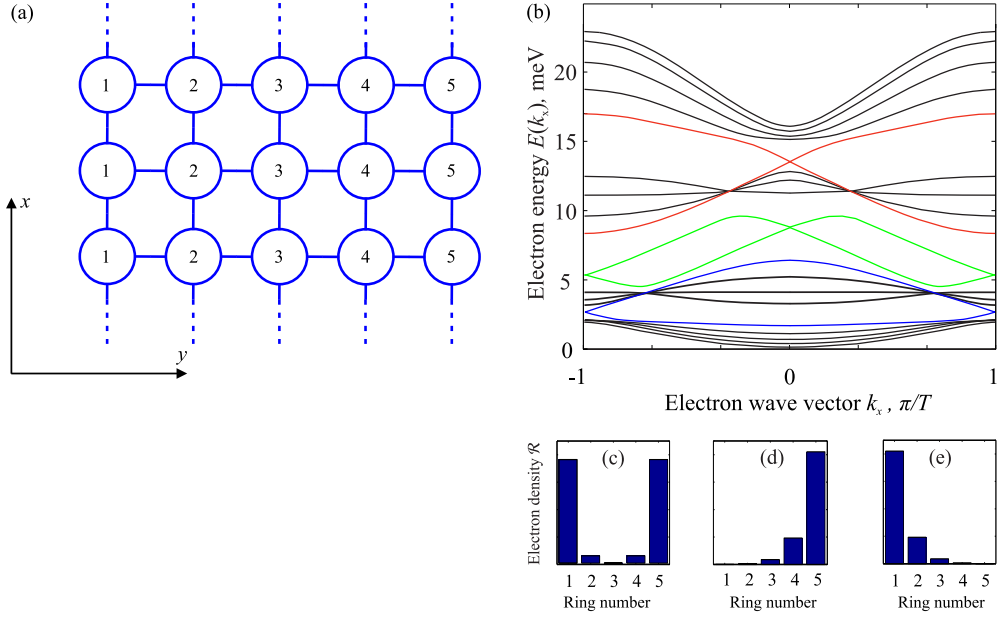 (a)
1 2 3 4 5
1 2 3 4 5
1 2 3 4 5
x
y
(b)
Electron energy E(kₓ), meV
20
15
10
5
0
-1 0 1
Electron wave vector kₓ , π/T
Electron density ℛ
(c)
1 2 3 4 5
Ring number
(d)
1 2 3 4 5
Ring number
(e)
1 2 3 4 5
Ring number